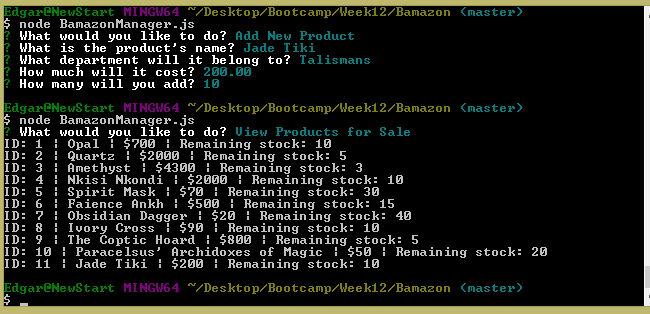 Edgar@NewStart MINGW64 ~/Desktop/Bootcamp/Week12/Bamazon (master)
$ node BamazonManager.js
? What would you like to do? Add New Product
? What is the product's name? Jade Tiki
? What department will it belong to? Talismans
? How much will it cost? 200.00
? How many will you add? 10
Edgar@NewStart MINGW64 ~/Desktop/Bootcamp/Week12/Bamazon (master)
$ node BamazonManager.js
? What would you like to do? View Products for Sale
ID: 1 | Opal | $700 | Remaining stock: 10
ID: 2 | Quartz | $2000 | Remaining stock: 5
ID: 3 | Amethyst | $4300 | Remaining stock: 3
ID: 4 | Nkisi Nkondi | $2000 | Remaining stock: 10
ID: 5 | Spirit Mask | $70 | Remaining stock: 30
ID: 6 | Faience Ankh | $500 | Remaining stock: 15
ID: 7 | Obsidian Dagger | $20 | Remaining stock: 40
ID: 8 | Ivory Cross | $90 | Remaining stock: 10
ID: 9 | The Coptic Hoard | $800 | Remaining stock: 5
ID: 10 | Paracelsus' Archidoxes of Magic | $50 | Remaining stock: 20
ID: 11 | Jade Tiki | $200 | Remaining stock: 10
Edgar@NewStart MINGW64 ~/Desktop/Bootcamp/Week12/Bamazon (master)
$